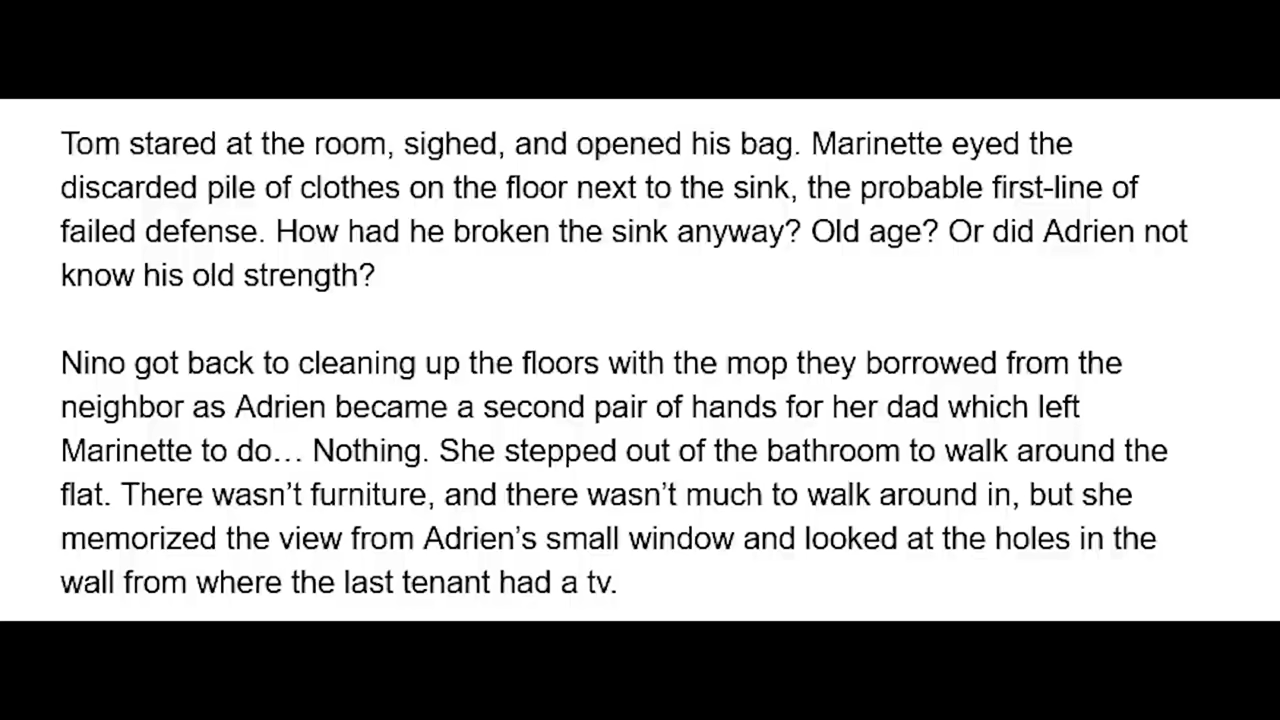 Tom stared at the room, sighed, and opened his bag. Marinette eyed the
discarded pile of clothes on the floor next to the sink, the probable first-line of
failed defense. How had he broken the sink anyway? Old age? Or did Adrien not
know his old strength?
Nino got back to cleaning up the floors with the mop they borrowed from the
neighbor as Adrien became a second pair of hands for her dad which left
Marinette to do… Nothing. She stepped out of the bathroom to walk around the
flat. There wasn’t furniture, and there wasn’t much to walk around in, but she
memorized the view from Adrien’s small window and looked at the holes in the
wall from where the last tenant had a tv.